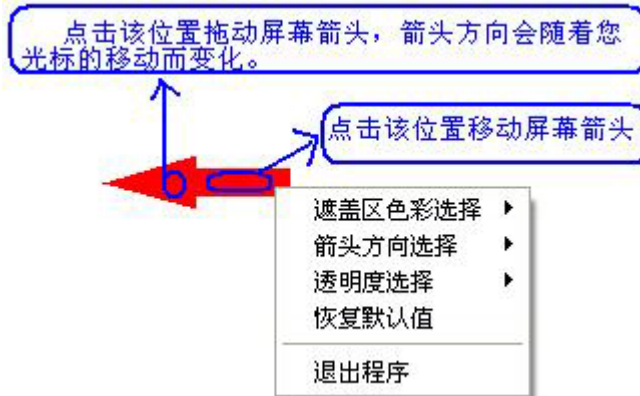 点击该位置拖动屏幕箭头，箭头方向会随着您
光标的移动而变化。
点击该位置移动屏幕箭头
遮盖区色彩选择
箭头方向选择
透明度选择
恢复默认值
退出程序